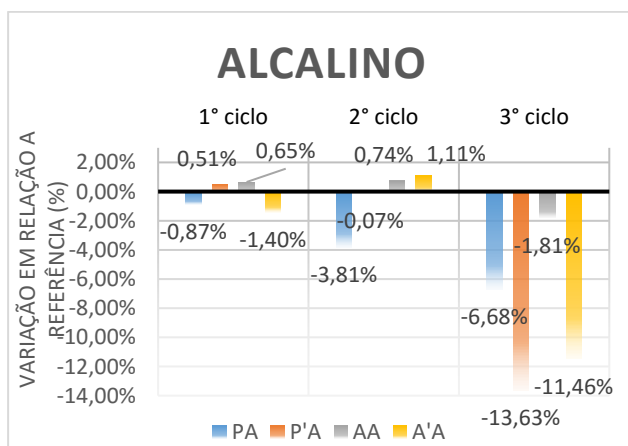 ALCALINO
1° ciclo 2° ciclo 3° ciclo
VARIAÇÃO EM RELAÇÃO A
REFERÊNCIA (%)
2,00%
0,00%
-2,00%
-4,00%
-6,00%
-8,00%
-10,00%
-12,00%
-14,00%
0,51% 0,65% 0,74% 1,11%
-0,87% -1,40% -0,07% -1,81%
-3,81%
-6,68%
-11,46%
-13,63%
PA P'A AA A'A